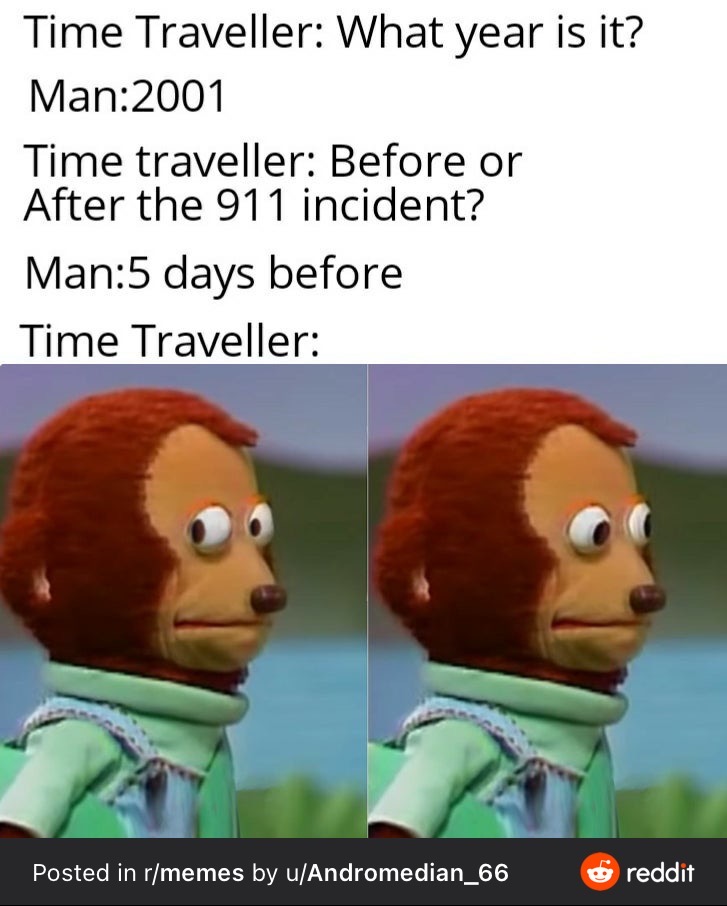 Time Traveller: What year is it?
Man:2001
Time traveller: Before or
After the 911 incident?
Man:5 days before
Time Traveller:
Posted in r/memes by u/Andromedian_66
reddit